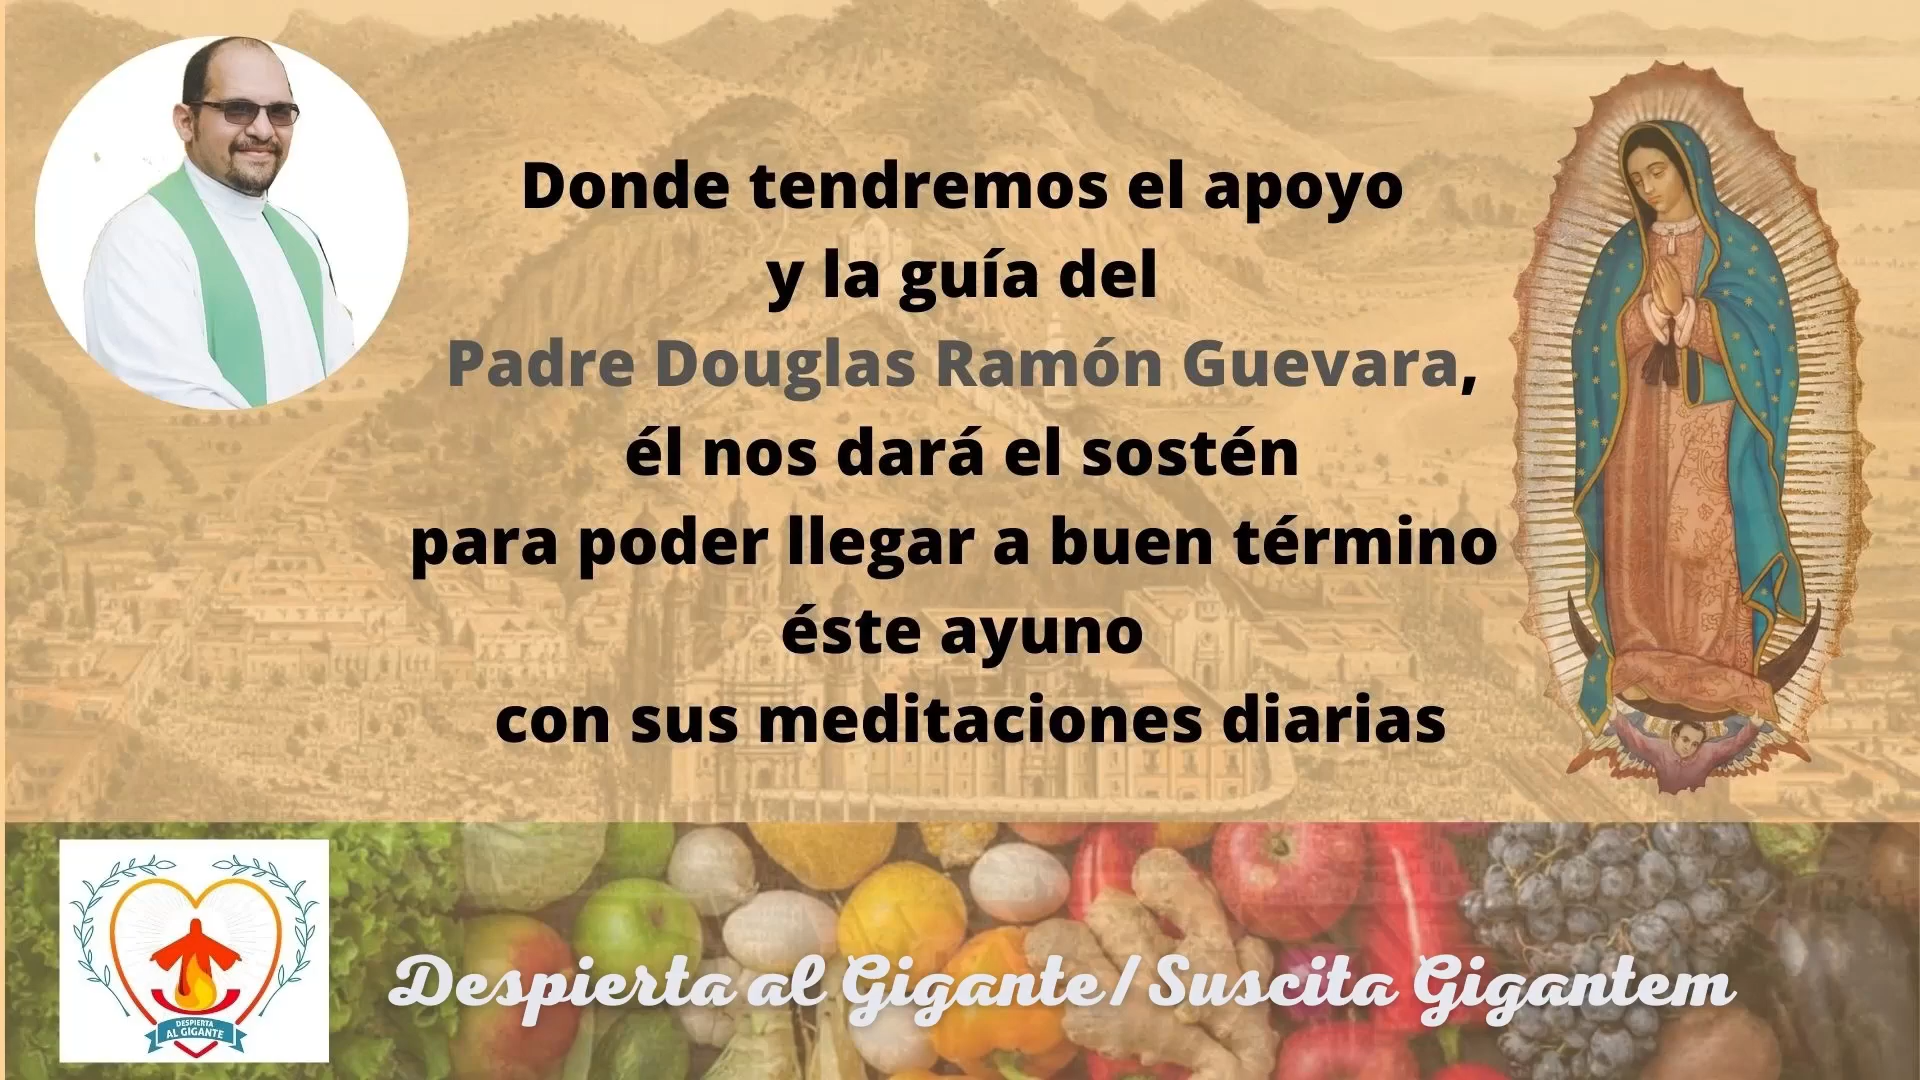 Donde tendremos el apoyo
y la guía del
Padre Douglas Ramón Guevara,
él nos dará el sostén
para poder llegar a buen término
éste ayuno
con sus meditaciones diarias
DESPIERTA
AL GIGANTE
Despierta al Gigante/Suscita Gigantem